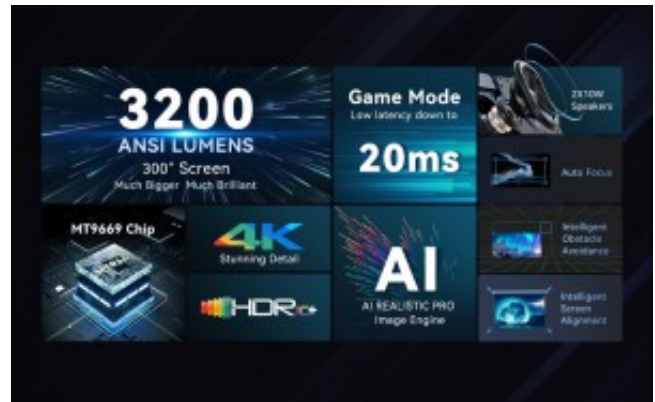 3200
ANSI LUMENS
300" Screen
Much Bigger Much Brilliant
Game Mode
Low latency down to
20ms
2X10W
Speakers
Auto Focus
MT9669 Chip
4K
Stunning Detail
HDR
AI
AI REALISTIC PRO
Image Engine
Intelligent
Obstacle
Avoidance
Intelligent
Screen
Alignment